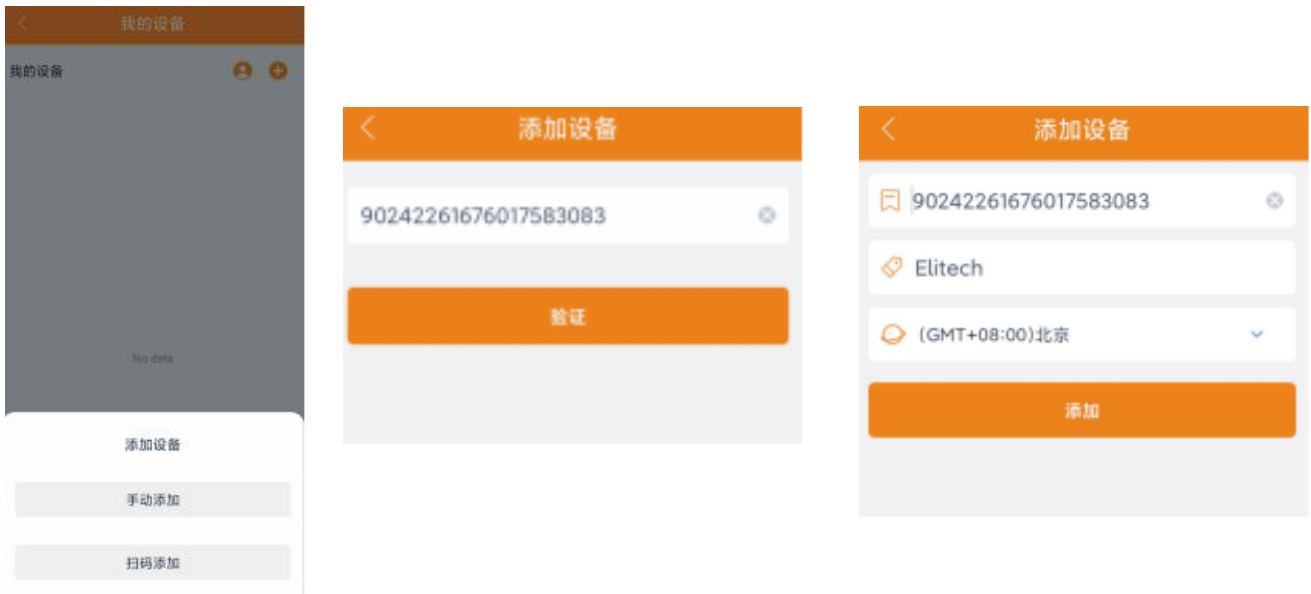 我的设备
我的设备
No data
添加设备
手动添加
扫码添加
添加设备
90242261676017583083
验证
添加设备
90242261676017583083
Elitech
(GMT+08:00)北京
添加